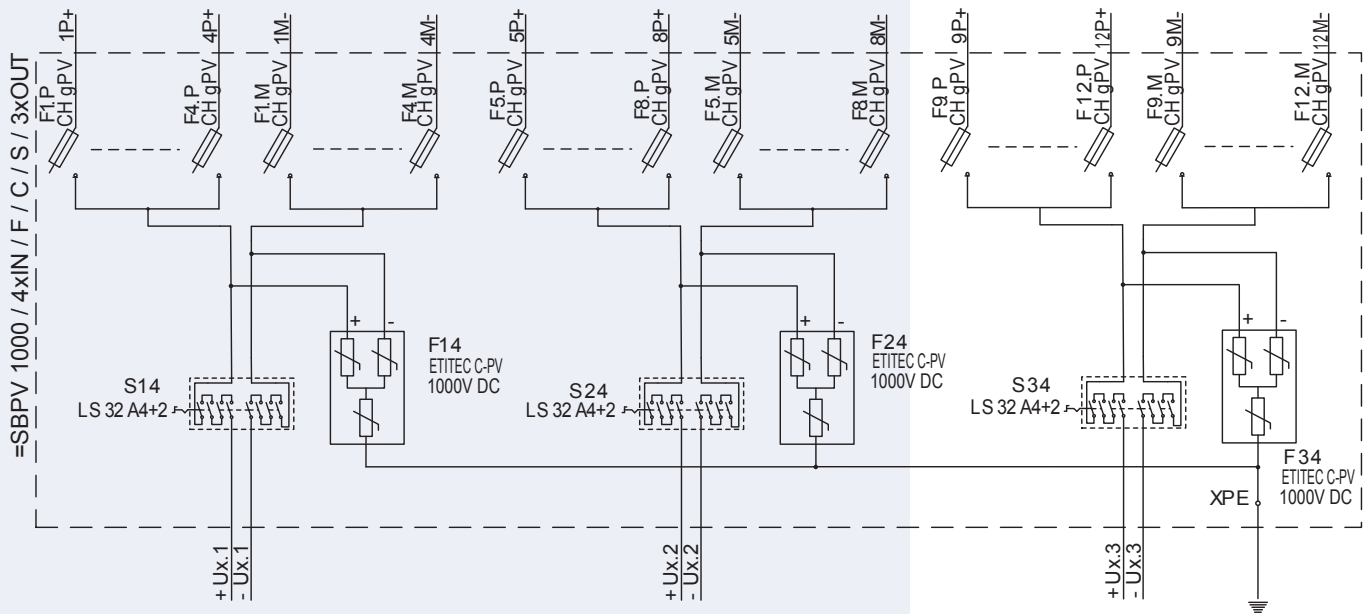 =SBPV 1000 / 4xIN / F / C / S / 3xOUT
1P+
4P+
1M-
4M-
5P+
8P+
5M-
8M-
9P+
12P+
9M-
12M-
F1.P
CH gPV
F4.P
CH gPV
F1.M
CH gPV
F4.M
CH gPV
F5.P
CH gPV
F8.P
CH gPV
F5.M
CH gPV
F8.M
CH gPV
F9.P
CH gPV
F12.P
CH gPV
F9.M
CH gPV
F12.M
CH gPV
+ -
F14
ETITEC C-PV
1000V DC
S14
LS 32 A4+2
+ -
F24
ETITEC C-PV
1000V DC
S24
LS 32 A4+2
+ -
S34
LS 32 A4+2
F34
ETITEC C-PV
1000V DC
XPE
+ Ux.1
- Ux.1
+ Ux.2
- Ux.2
+ Ux.3
- Ux.3